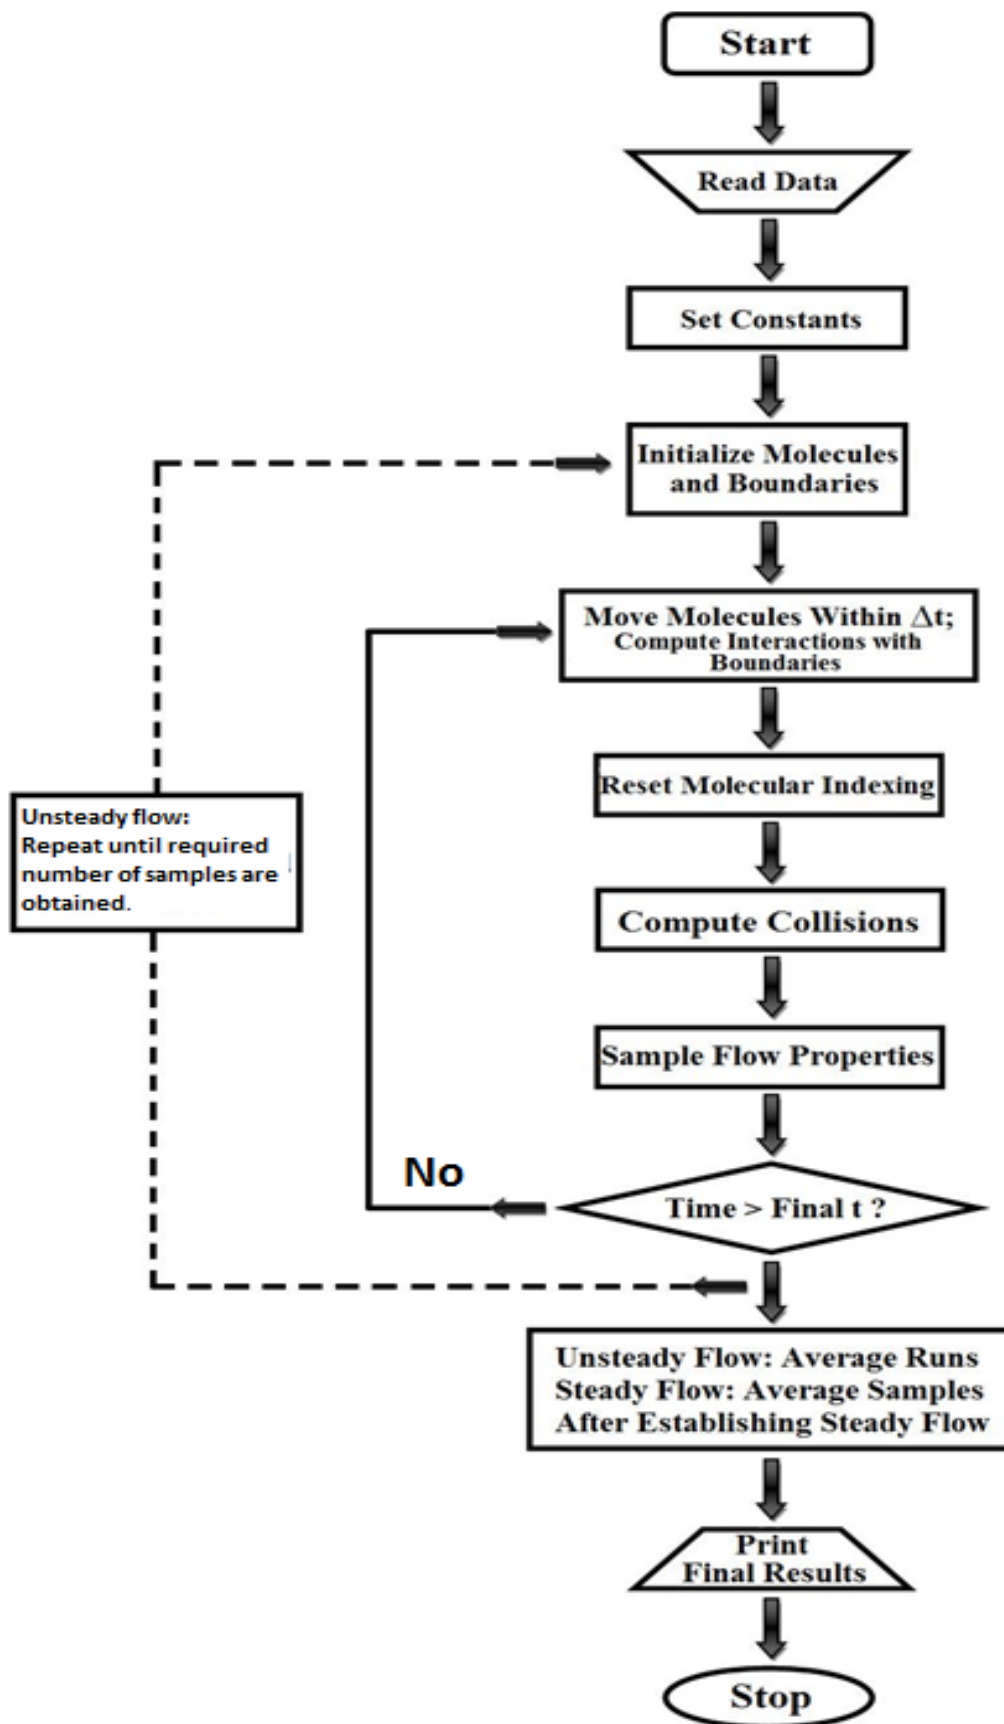 Start
Read Data
Set Constants
Initialize Molecules
and Boundaries
Move Molecules Within Δt;
Compute Interactions with
Boundaries
Reset Molecular Indexing
Unsteady flow:
Repeat until required
number of samples are
obtained.
Compute Collisions
Sample Flow Properties
No
Time > Final t ?
Unsteady Flow: Average Runs
Steady Flow: Average Samples
After Establishing Steady Flow
Print
Final Results
Stop